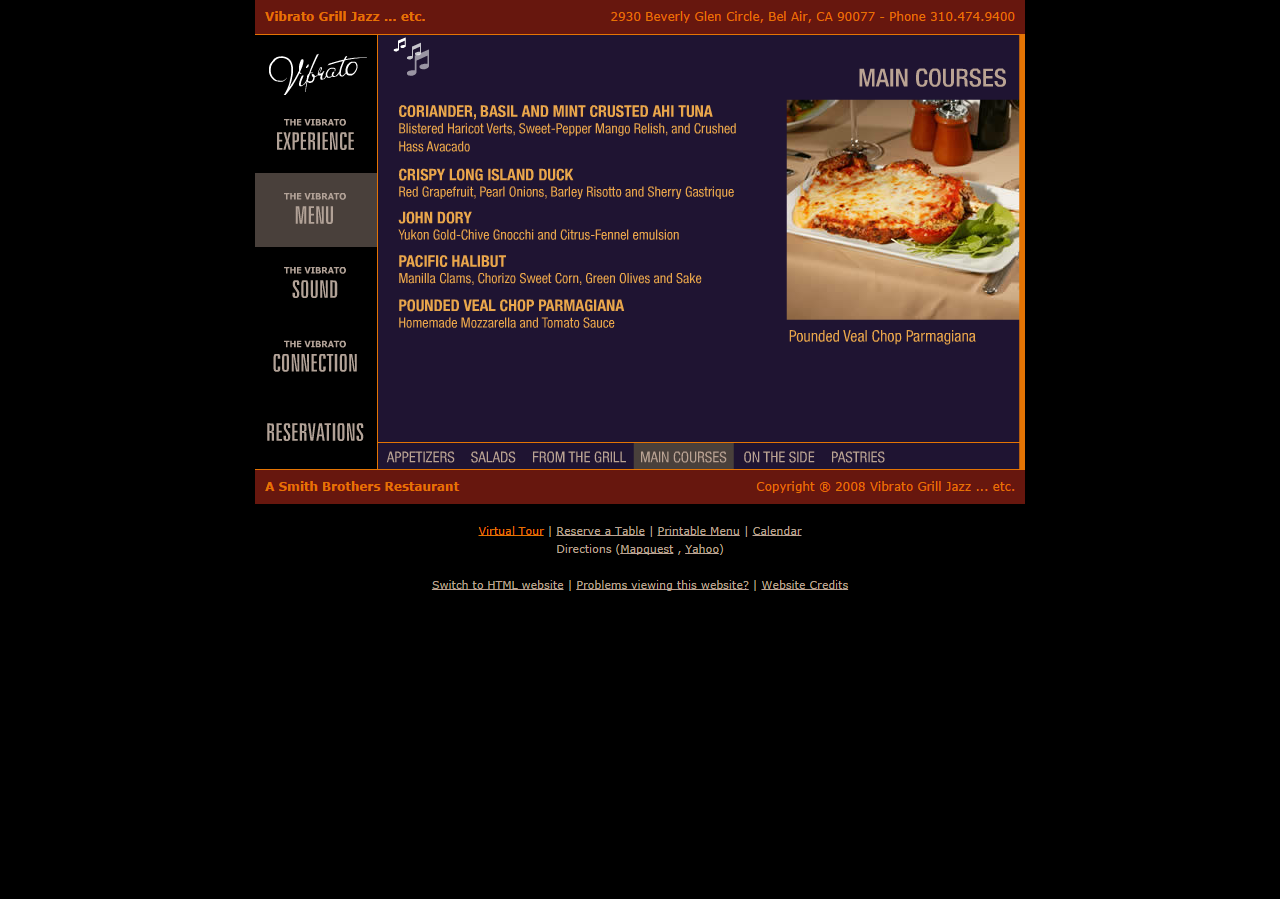 Vibrato Grill Jazz ... etc.
2930 Beverly Glen Circle, Bel Air, CA 90077 - Phone 310.474.9400
Vibrato
MAIN COURSES
THE VIBRATO
EXPERIENCE
THE VIBRATO
MENU
THE VIBRATO
SOUND
THE VIBRATO
CONNECTION
RESERVATIONS
CORIANDER, BASIL AND MINT CRUSTED AHI TUNA
Blistered Haricot Verts, Sweet-Pepper Mango Relish, and Crushed
Hass Avacado
CRISPY LONG ISLAND DUCK
Red Grapefruit, Pearl Onions, Barley Risotto and Sherry Gastrique
JOHN DORY
Yukon Gold-Chive Gnocchi and Citrus-Fennel emulsion
PACIFIC HALIBUT
Manilla Clams, Chorizo Sweet Corn, Green Olives and Sake
POUNDED VEAL CHOP PARMAGIANA
Homemade Mozzarella and Tomato Sauce
Pounded Veal Chop Parmagiana
APPETIZERS SALADS FROM THE GRILL MAIN COURSES ON THE SIDE PASTRIES
A Smith Brothers Restaurant
Copyright ® 2008 Vibrato Grill Jazz ... etc.
Virtual Tour | Reserve a Table | Printable Menu | Calendar
Directions (Mapquest , Yahoo)
Switch to HTML website | Problems viewing this website? | Website Credits